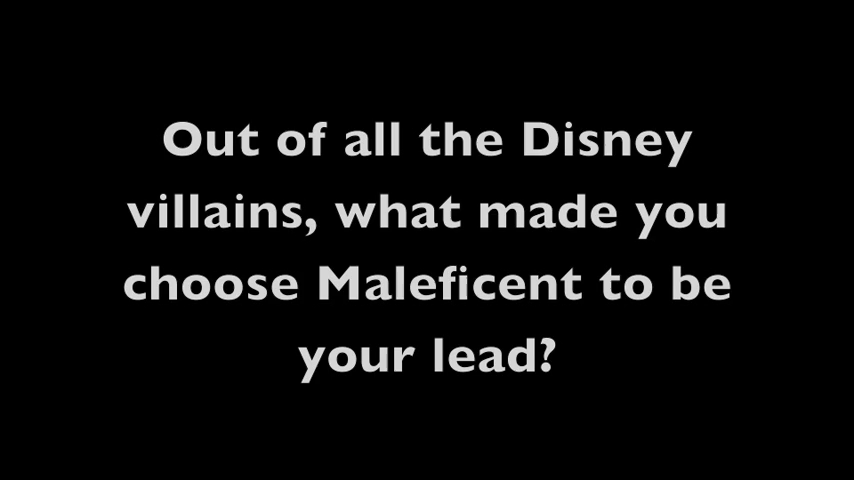 Out of all the Disney
villains, what made you
choose Maleficent to be
your lead?